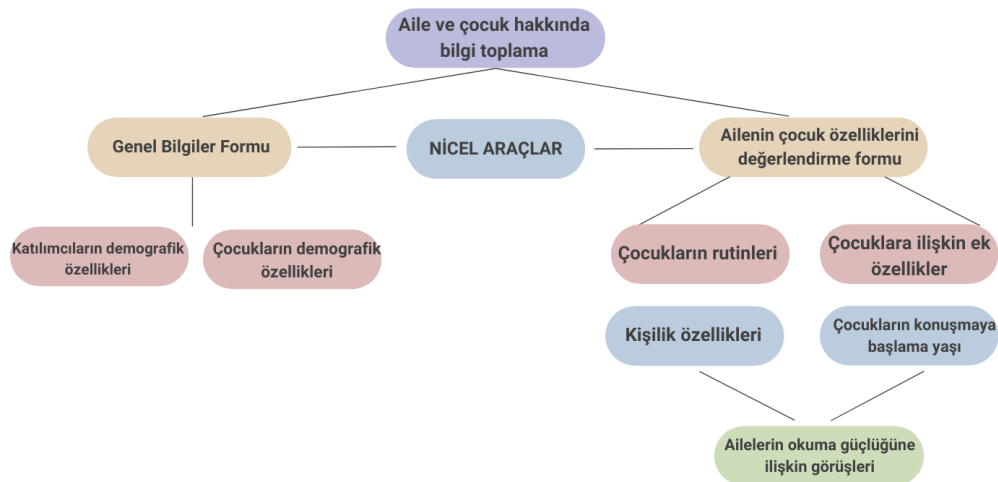 Aile ve çocuk hakkında
bilgi toplama
Genel Bilgiler Formu
NİCEL ARAÇLAR
Ailenin çocuk özelliklerini
değerlendirme formu
Katılımcıların demografik
özellikleri
Çocukların demografik
özellikleri
Çocukların rutinleri
Çocuklara ilişkin ek
özellikler
Kişilik özellikleri
Çocukların konuşmaya
başlama yaşı
Ailelerin okuma güçlüğüne
ilişkin görüşleri